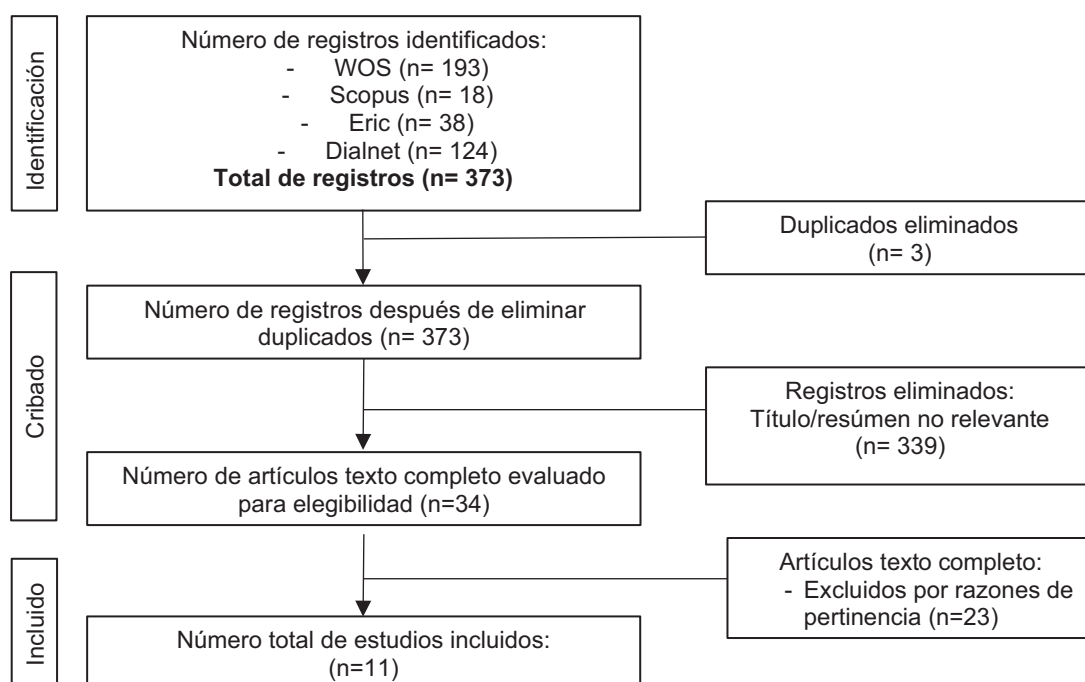 Identificación
Número de registros identificados:
- WOS (n= 193)
- Scopus (n= 18)
- Eric (n= 38)
- Dialnet (n= 124)
Total de registros (n= 373)
Duplicados eliminados
(n= 3)
Cribado
Número de registros después de eliminar
duplicados (n= 373)
Registros eliminados:
Título/resúmen no relevante
(n= 339)
Número de artículos texto completo evaluado
para elegibilidad (n=34)
Incluido
Artículos texto completo:
- Excluidos por razones de
pertinencia (n=23)
Número total de estudios incluidos:
(n=11)